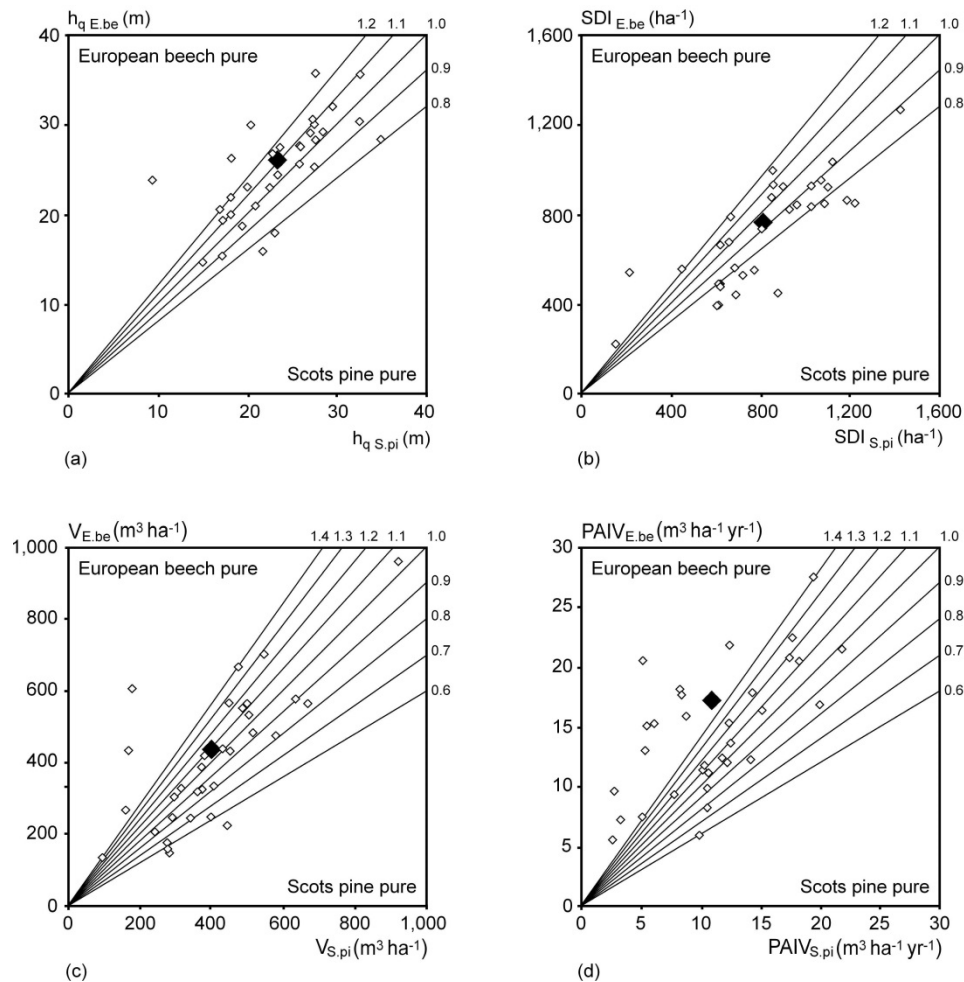 h_q E.be (m)
1.2 1.1 1.0
40
European beech pure
0.9
0.8
30
20
10
Scots pine pure
0
0 10 20 30 40
(a)
h_q S.pi (m)
SDI_E.be (ha⁻¹)
1.2 1.1 1.0
1,600
European beech pure
0.9
0.8
1,200
800
400
Scots pine pure
0
0 400 800 1,200 1,600
(b)
SDI_S.pi (ha⁻¹)
V_E.be (m³ ha⁻¹)
1.4 1.3 1.2 1.1 1.0
1,000
European beech pure
0.9
800
0.8
0.7
600
0.6
400
200
Scots pine pure
0
0 200 400 600 800 1,000
V_S.pi (m³ ha⁻¹)
(c)
PAIV_E.be (m³ ha⁻¹ yr⁻¹)
1.4 1.3 1.2 1.1 1.0
30
European beech pure
0.9
25
0.8
0.7
20
0.6
15
10
5
Scots pine pure
0
0 5 10 15 20 25 30
PAIV_S.pi (m³ ha⁻¹ yr⁻¹)
(d)